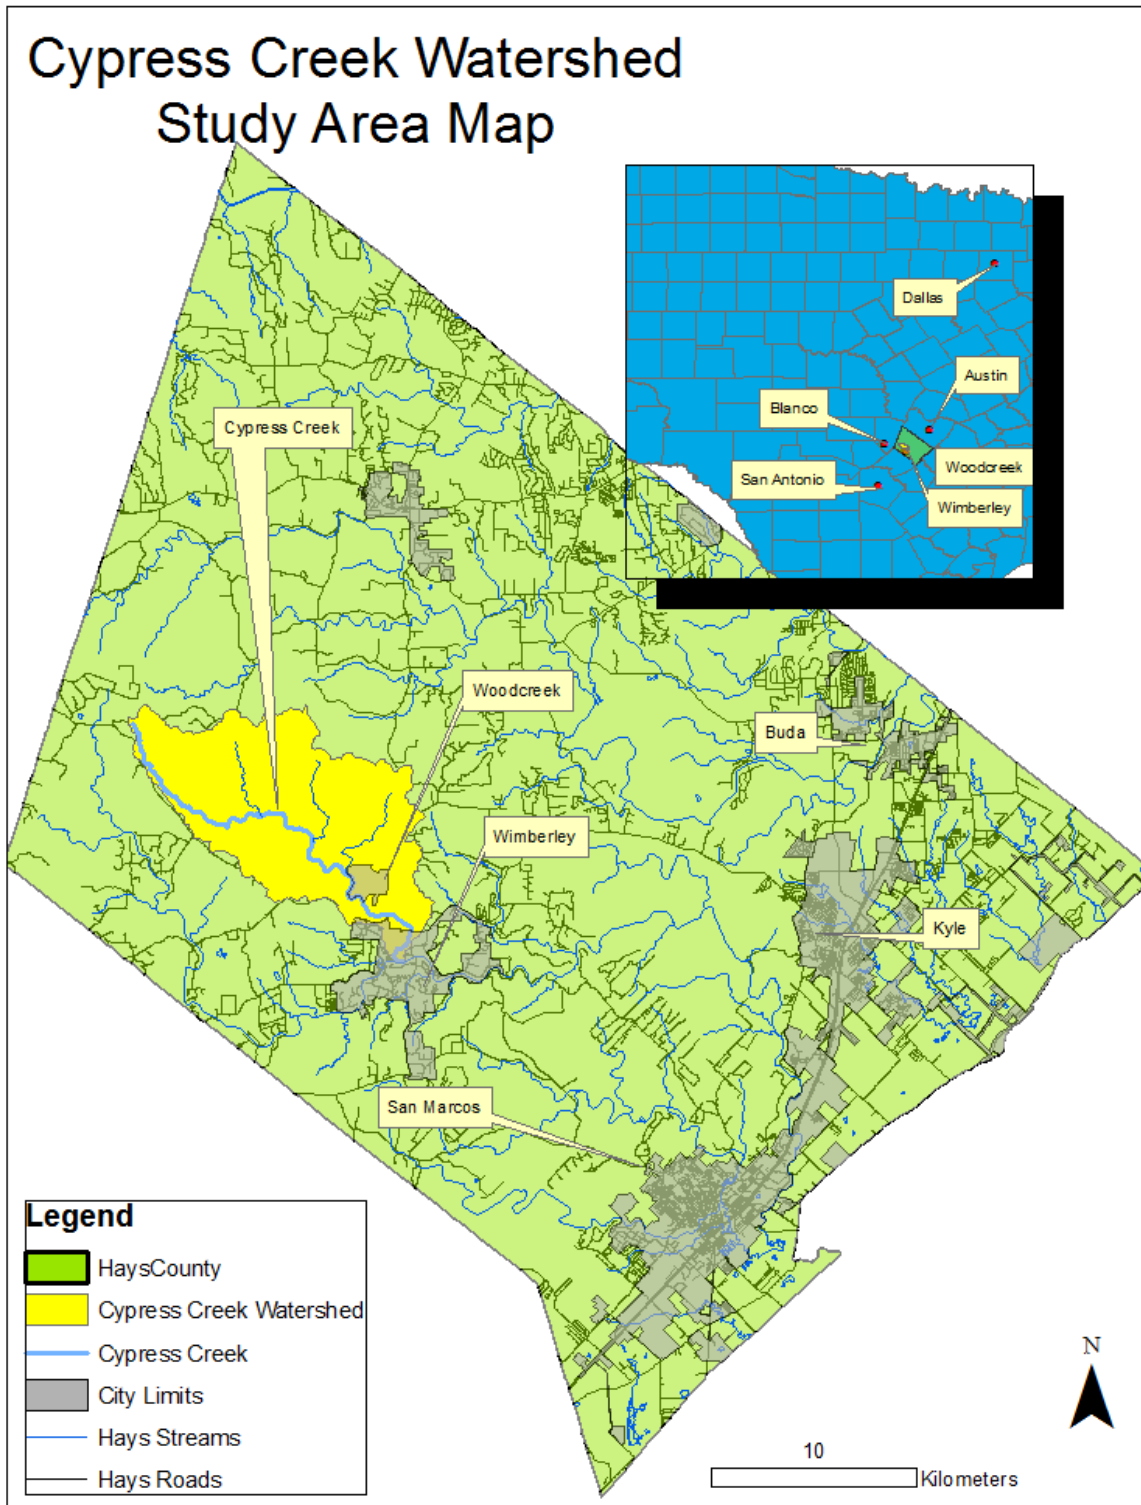 Cypress Creek Watershed
Study Area Map
Dallas
Austin
Blanco
Woodcreek
San Antonio
Wimberley
Cypress Creek
Woodcreek
Buda
Wimberley
Kyle
San Marcos
Legend
HaysCounty
Cypress Creek Watershed
Cypress Creek
City Limits
Hays Streams
Hays Roads
N
10
Kilometers